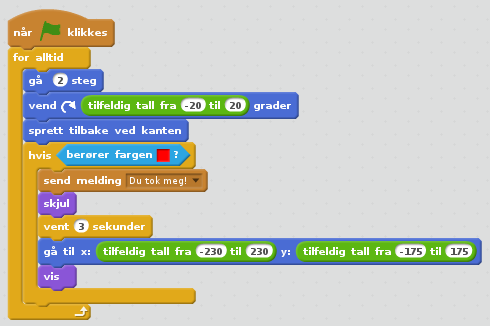 når klikkes
for alltid
gå 2 steg
vend tilfeldig tall fra -20 til 20 grader
sprett tilbake ved kanten
hvis berører fargen ?
send melding Du tok meg!
skjul
vent 3 sekunder
gå til x: tilfeldig tall fra -230 til 230 y: tilfeldig tall fra -175 til 175
vis